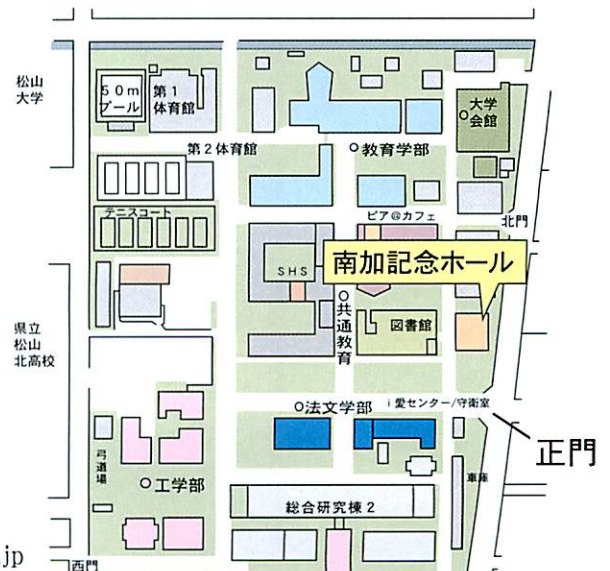 松山
大学
50m
プール
第1
体育館
大学
会館
第2体育館
教育学部
テニスコート
ピア@カフェ
北門
南加記念ホール
SHS
共通教育
図書館
県立
松山
北高校
法文学部
i愛センター/守衛室
正門
弓道場
工学部
車庫
総合研究棟2
.jp
西門